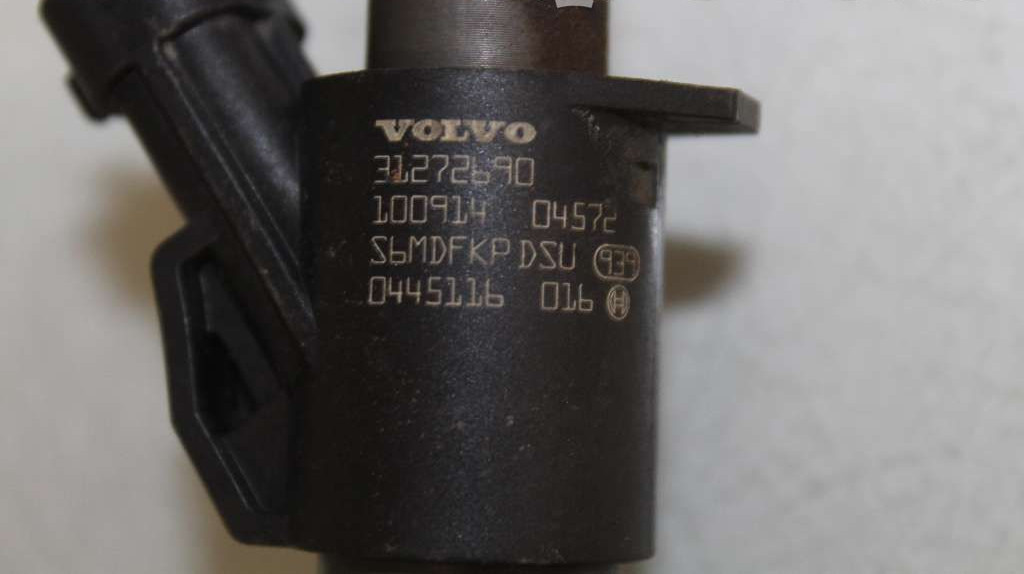 VOLVO
31272690
100914 04572
S6MDFKP DSU 939
0445116 016